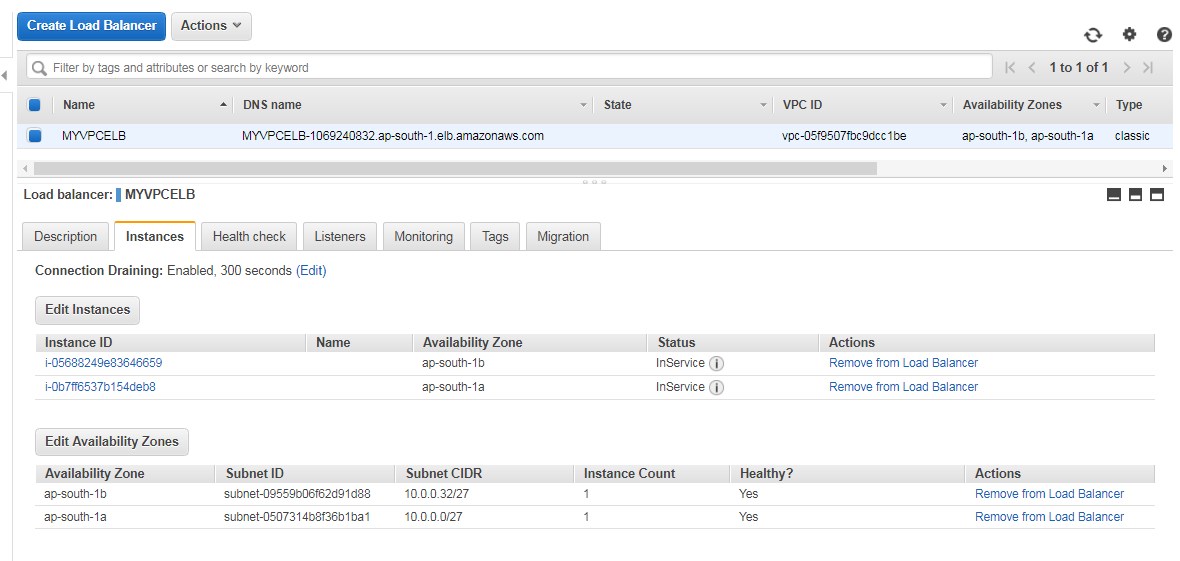 Create Load Balancer Actions
Filter by tags and attributes or search by keyword 1 to 1 of 1
Name DNS name State VPC ID Availability Zones Type
MYVPCELB MYVPCELB-1069240832.ap-south-1.elb.amazonaws.com vpc-05f9507fbc9dcc1be ap-south-1b, ap-south-1a classic
Load balancer: MYVPCELB
Description Instances Health check Listeners Monitoring Tags Migration
Connection Draining: Enabled, 300 seconds (Edit)
Edit Instances
Instance ID Name Availability Zone Status Actions
i-05688249e83646659 ap-south-1b InService i Remove from Load Balancer
i-0b7ff6537b154deb8 ap-south-1a InService i Remove from Load Balancer
Edit Availability Zones
Availability Zone Subnet ID Subnet CIDR Instance Count Healthy? Actions
ap-south-1b subnet-09559b06f62d91d88 10.0.0.32/27 1 Yes Remove from Load Balancer
ap-south-1a subnet-0507314b8f36b1ba1 10.0.0.0/27 1 Yes Remove from Load Balancer